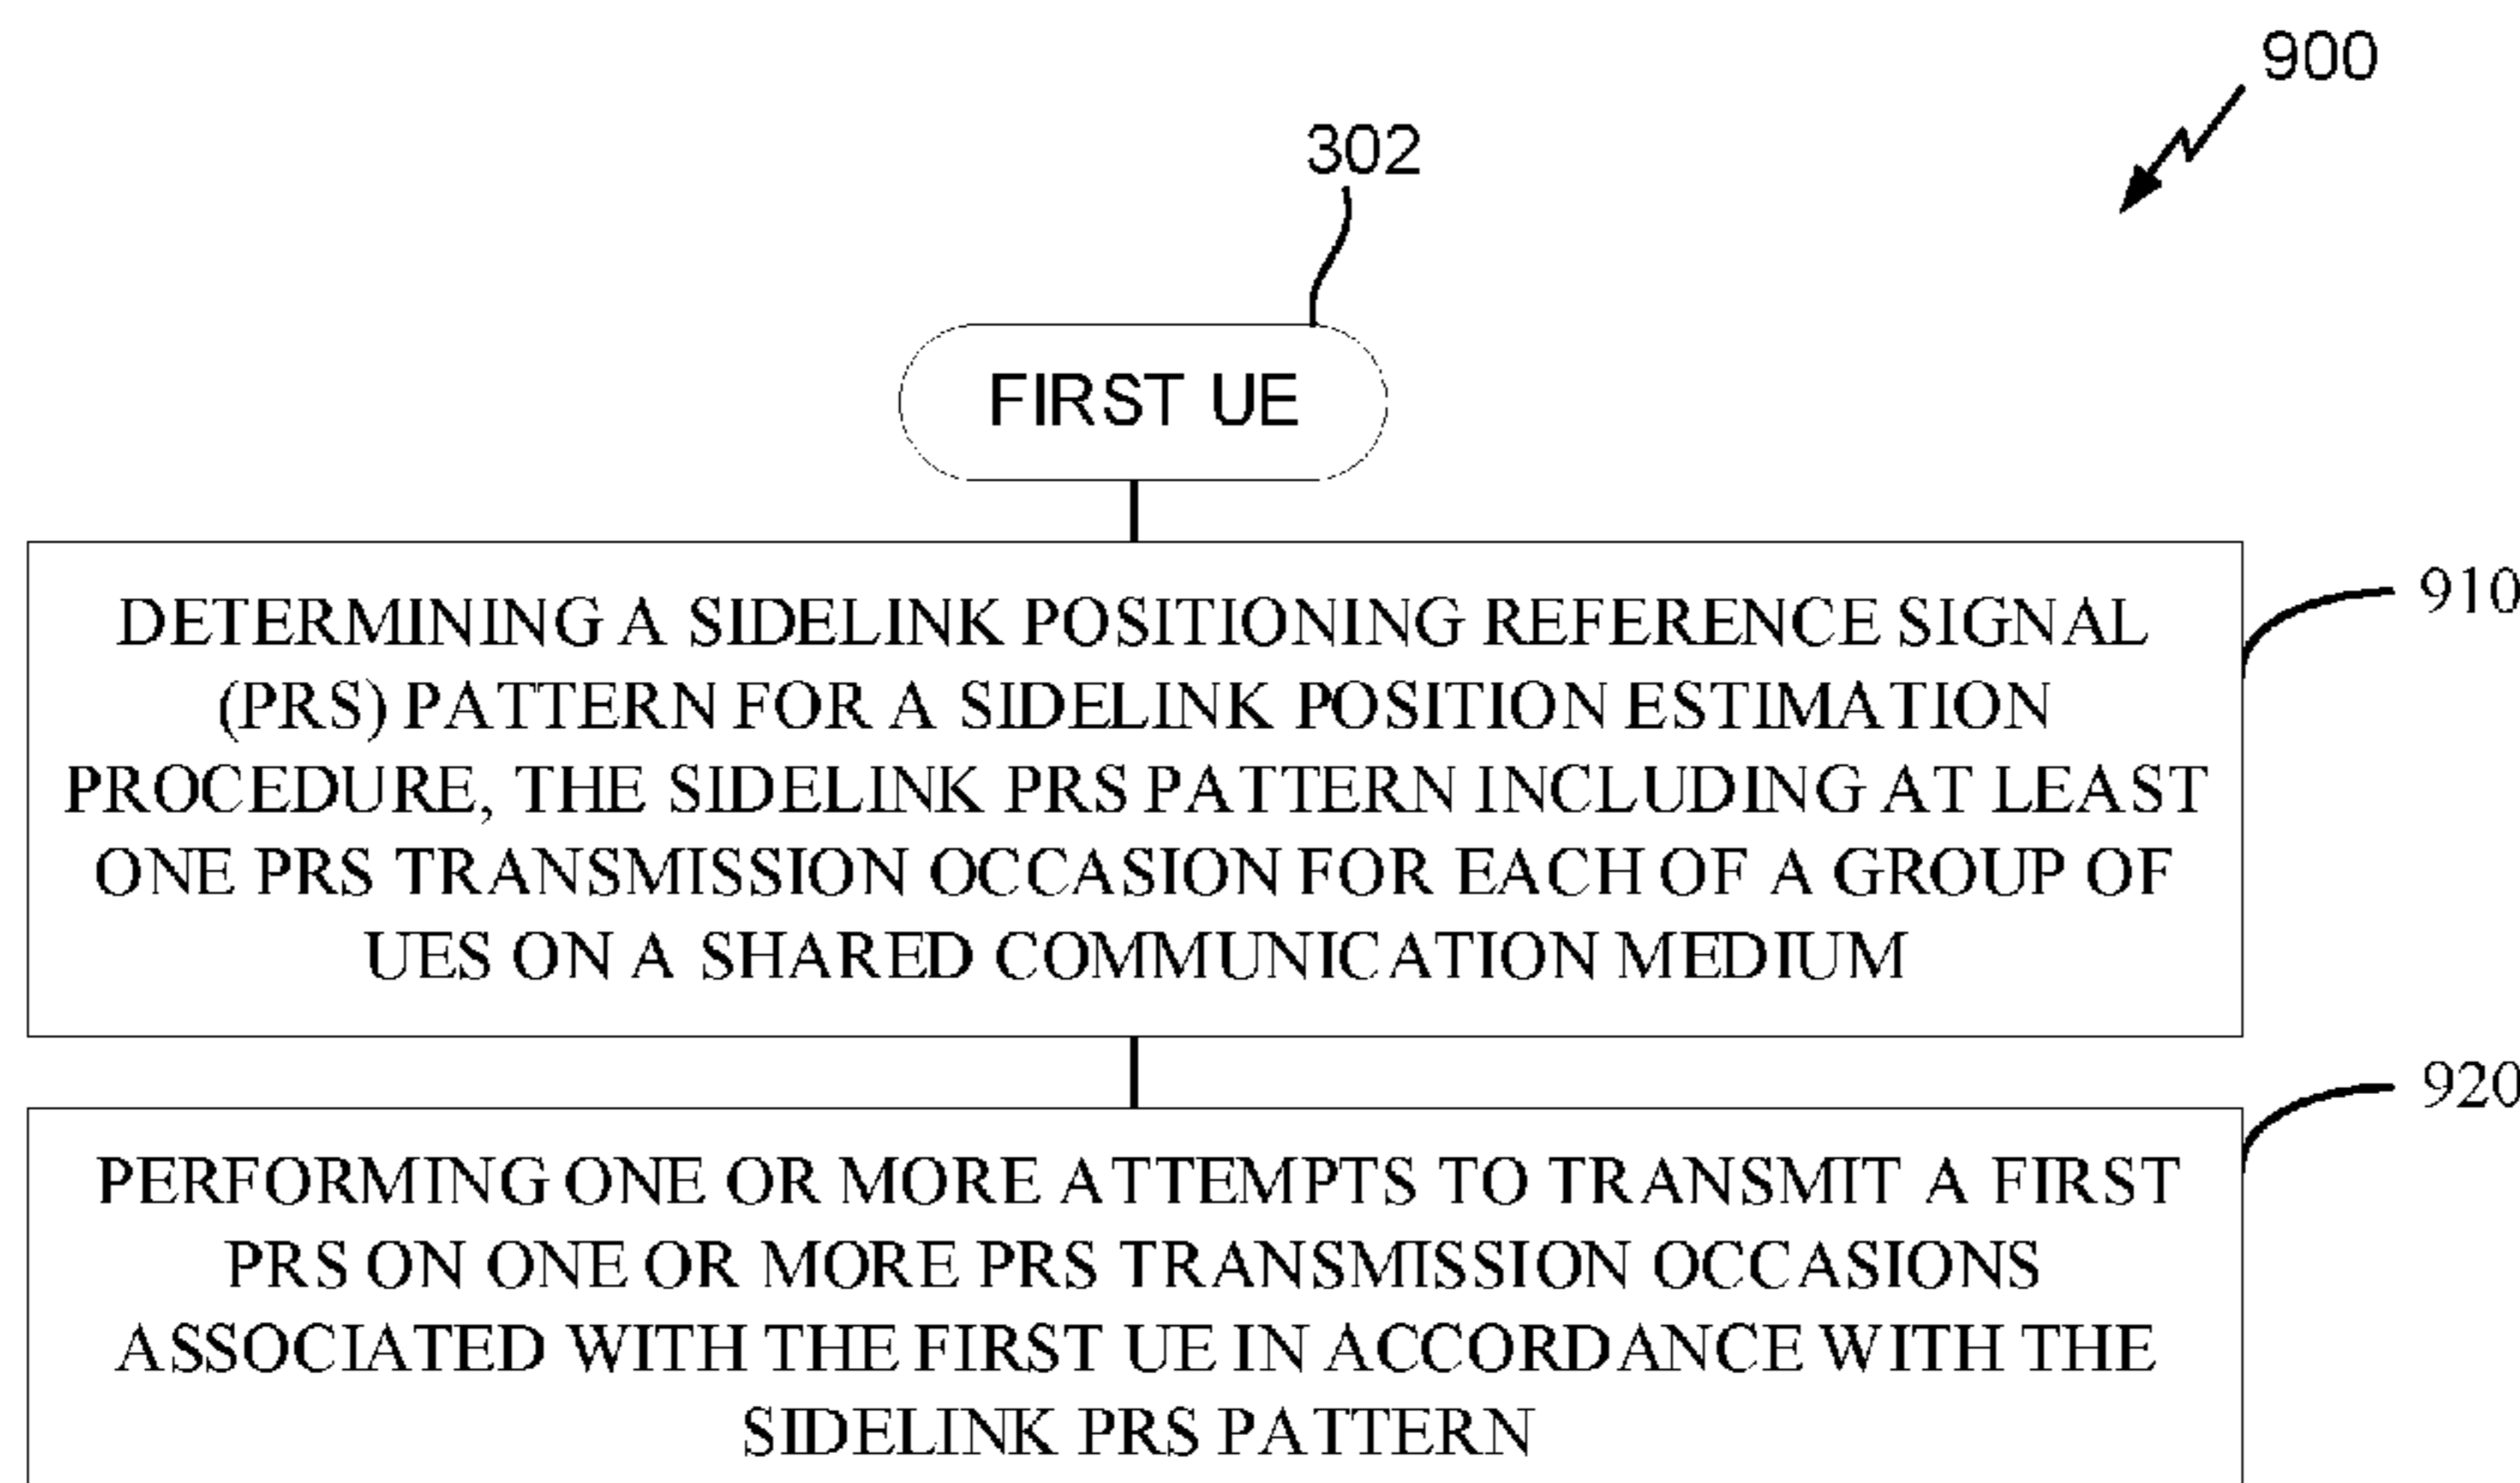 900
302
FIRST UE
910
DETERMINING A SIDELINK POSITIONING REFERENCE SIGNAL
(PRS) PATTERN FOR A SIDELINK POSITION ESTIMATION
PROCEDURE, THE SIDELINK PRS PATTERN INCLUDING AT LEAST
ONE PRS TRANSMISSION OCCASION FOR EACH OF A GROUP OF
UES ON A SHARED COMMUNICATION MEDIUM
920
PERFORMING ONE OR MORE ATTEMPTS TO TRANSMIT A FIRST
PRS ON ONE OR MORE PRS TRANSMISSION OCCASIONS
ASSOCIATED WITH THE FIRST UE IN ACCORDANCE WITH THE
SIDELINK PRS PATTERN